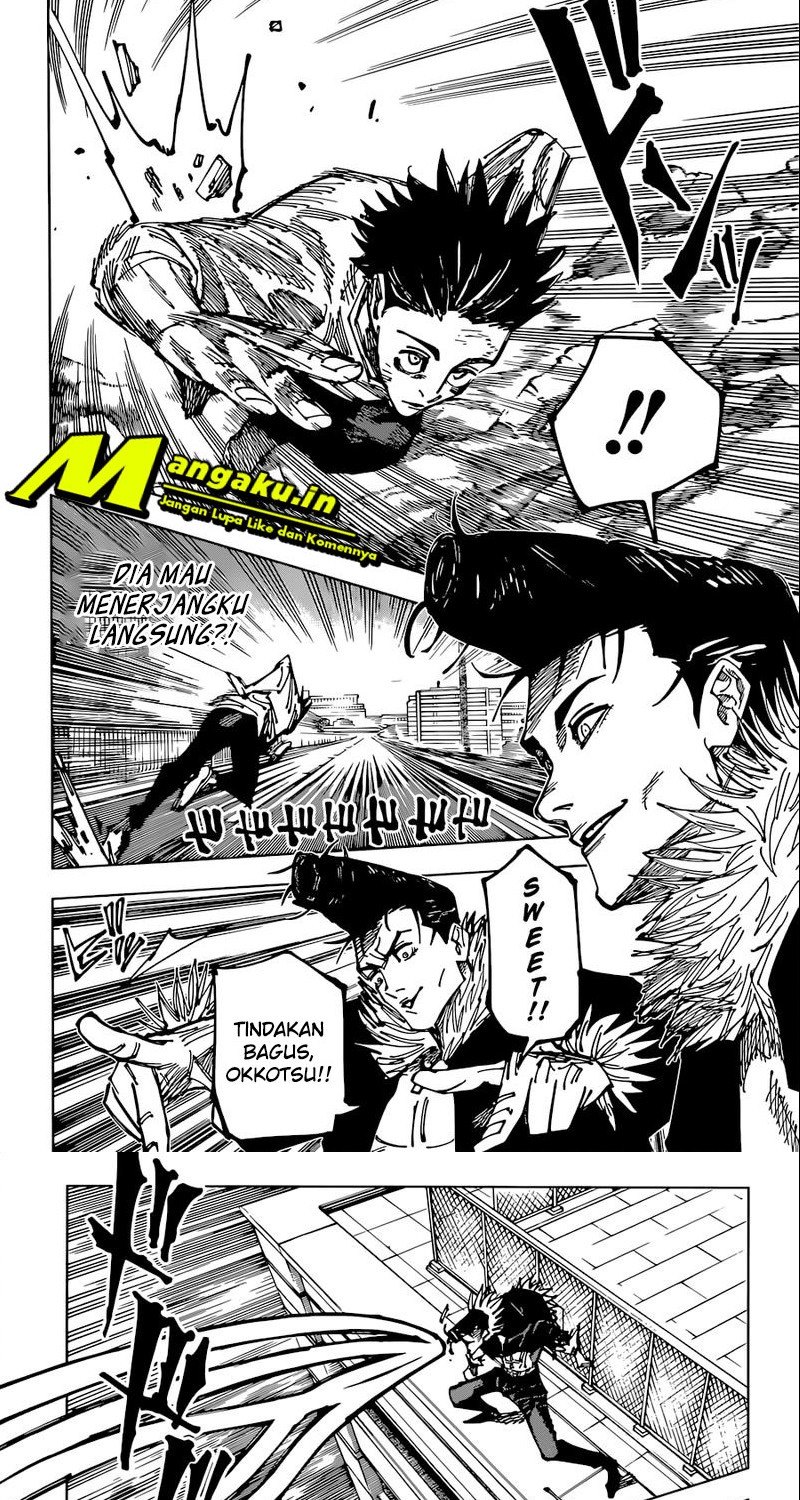 !!
Mangaku.in
Jangan Lupa Like dan Komennya
DIA MAU
MENERJANGKU
LANGSUNG?!
SWEET!!
TINDAKAN
BAGUS,
OKKOTSU!!